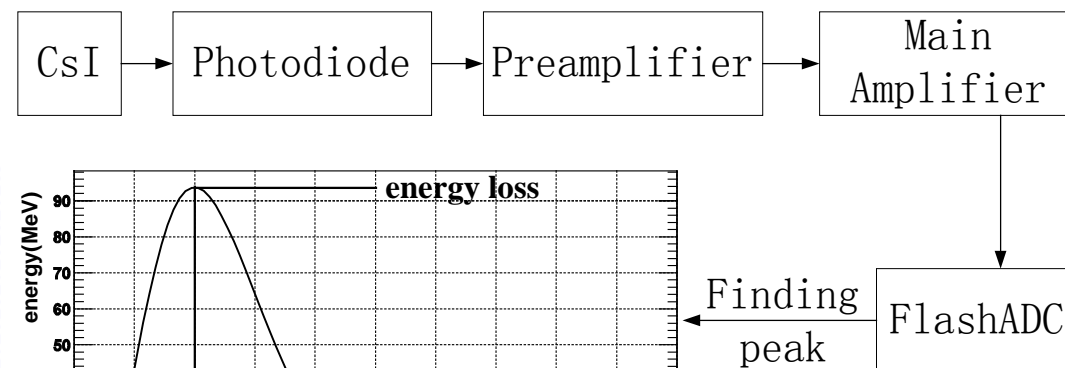 CsI
Photodiode
Preamplifier
Main
Amplifier
energy loss
energy(MeV)
90
80
70
60
50
Finding
peak
FlashADC